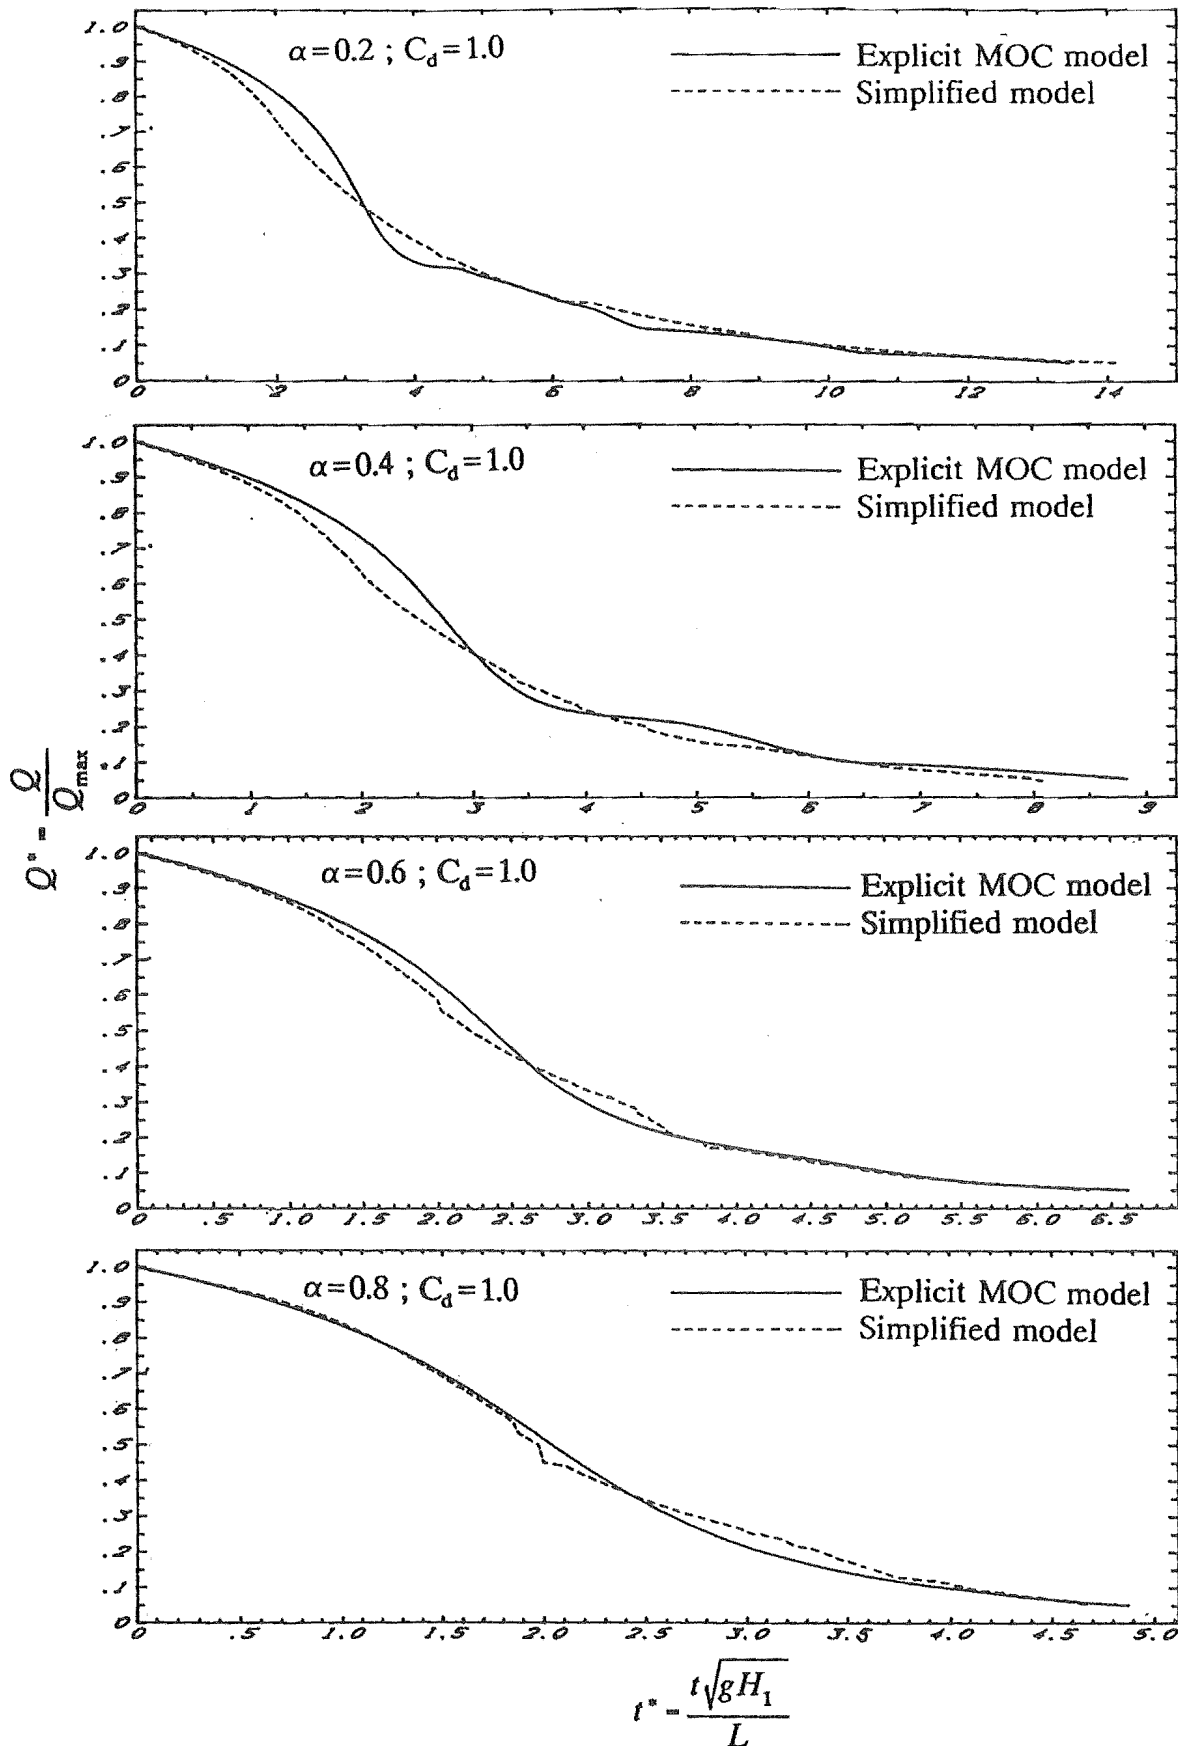 α=0.2 ; C_d=1.0
Explicit MOC model
Simplified model
1.0
.9
.8
.7
.6
.5
.4
.3
.2
.1
0
0 2 4 6 8 10 12 14
α=0.4 ; C_d=1.0
Explicit MOC model
Simplified model
1.0
.9
.8
.7
.6
.5
.4
.3
.2
.1
0
0 1 2 3 4 5 6 7 8 9
Q* = Q / Q_max
α=0.6 ; C_d=1.0
Explicit MOC model
Simplified model
1.0
.9
.8
.7
.6
.5
.4
.3
.2
.1
0
0 .5 1.0 1.5 2.0 2.5 3.0 3.5 4.0 4.5 5.0 5.5 6.0 6.5
α=0.8 ; C_d=1.0
Explicit MOC model
Simplified model
1.0
.9
.8
.7
.6
.5
.4
.3
.2
.1
0
0 .5 1.0 1.5 2.0 2.5 3.0 3.5 4.0 4.5 5.0
t* = t√gH₁ / L